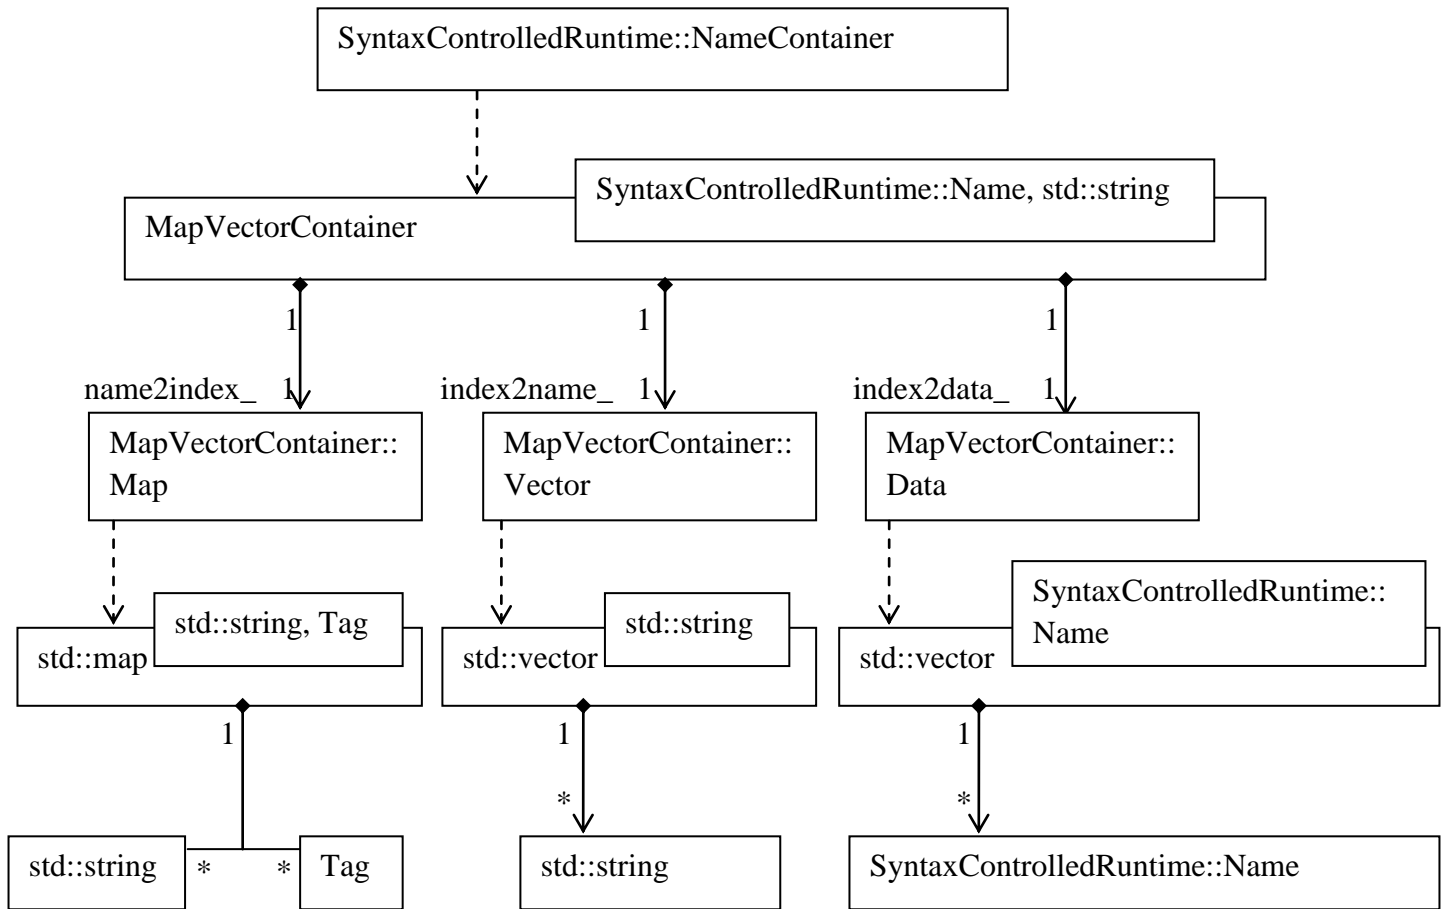 SyntaxControlledRuntime::NameContainer
SyntaxControlledRuntime::Name, std::string
MapVectorContainer
1 1 1
name2index_ 1 index2name_ 1 index2data_ 1
MapVectorContainer::
Map
MapVectorContainer::
Vector
MapVectorContainer::
Data
std::string, Tag
std::map
std::string
std::vector
SyntaxControlledRuntime::
Name
std::vector
1 1 1
* *
std::string * * Tag
std::string
SyntaxControlledRuntime::Name